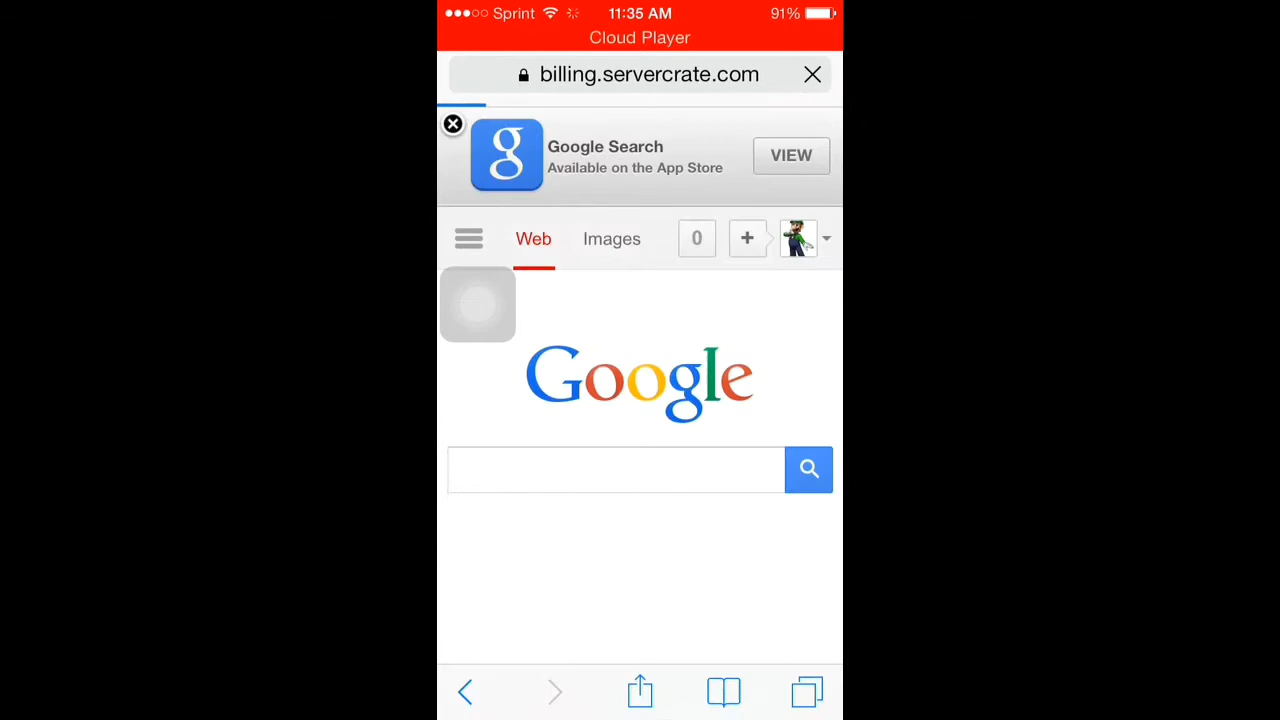 Sprint 11:35 AM 91%
Cloud Player
billing.servercrate.com
Google Search
Available on the App Store
VIEW
Web Images 0 +
Google